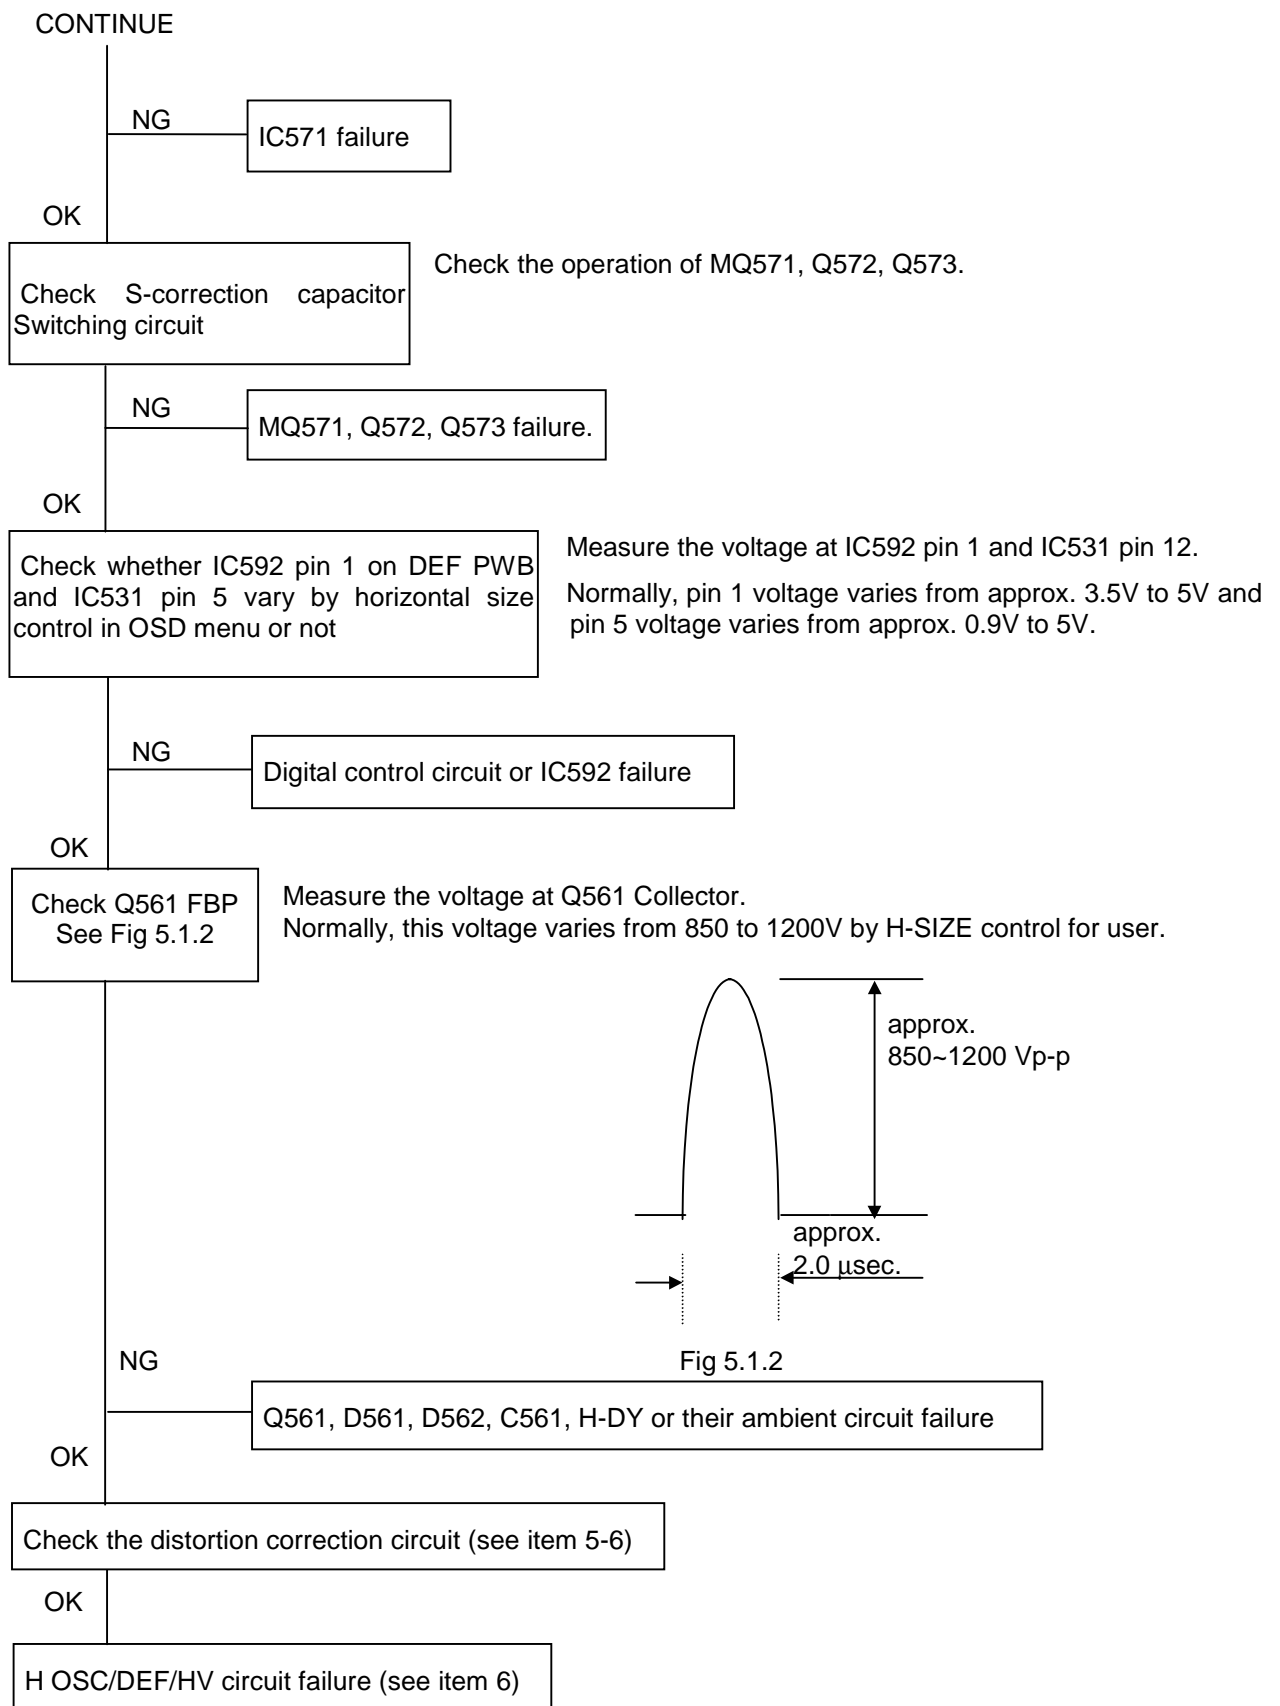 CONTINUE
NG
IC571 failure
OK
Check S-correction capacitor
Switching circuit
Check the operation of MQ571, Q572, Q573.
NG
MQ571, Q572, Q573 failure.
OK
Check whether IC592 pin 1 on DEF PWB
and IC531 pin 5 vary by horizontal size
control in OSD menu or not
Measure the voltage at IC592 pin 1 and IC531 pin 12.
Normally, pin 1 voltage varies from approx. 3.5V to 5V and
pin 5 voltage varies from approx. 0.9V to 5V.
NG
Digital control circuit or IC592 failure
OK
Check Q561 FBP
See Fig 5.1.2
Measure the voltage at Q561 Collector.
Normally, this voltage varies from 850 to 1200V by H-SIZE control for user.
approx.
850~1200 Vp-p
approx.
2.0 μsec.
Fig 5.1.2
NG
Q561, D561, D562, C561, H-DY or their ambient circuit failure
OK
Check the distortion correction circuit (see item 5-6)
OK
H OSC/DEF/HV circuit failure (see item 6)